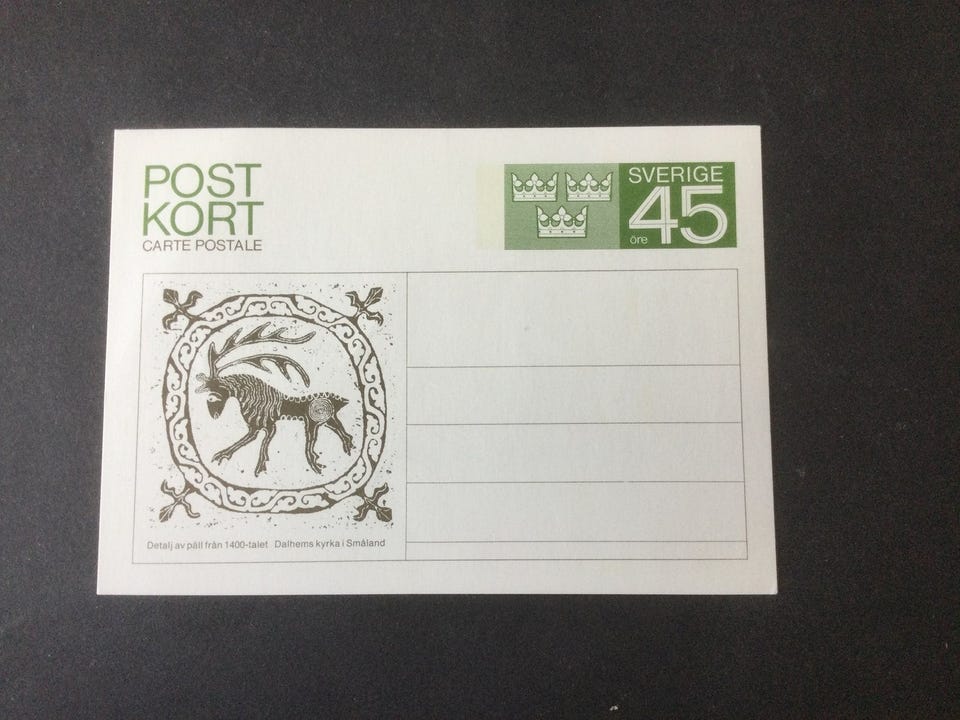 POST
KORT
CARTE POSTALE
SVERIGE
öre 45
Detalj av päll från 1400-talet Dalhems kyrka i Småland